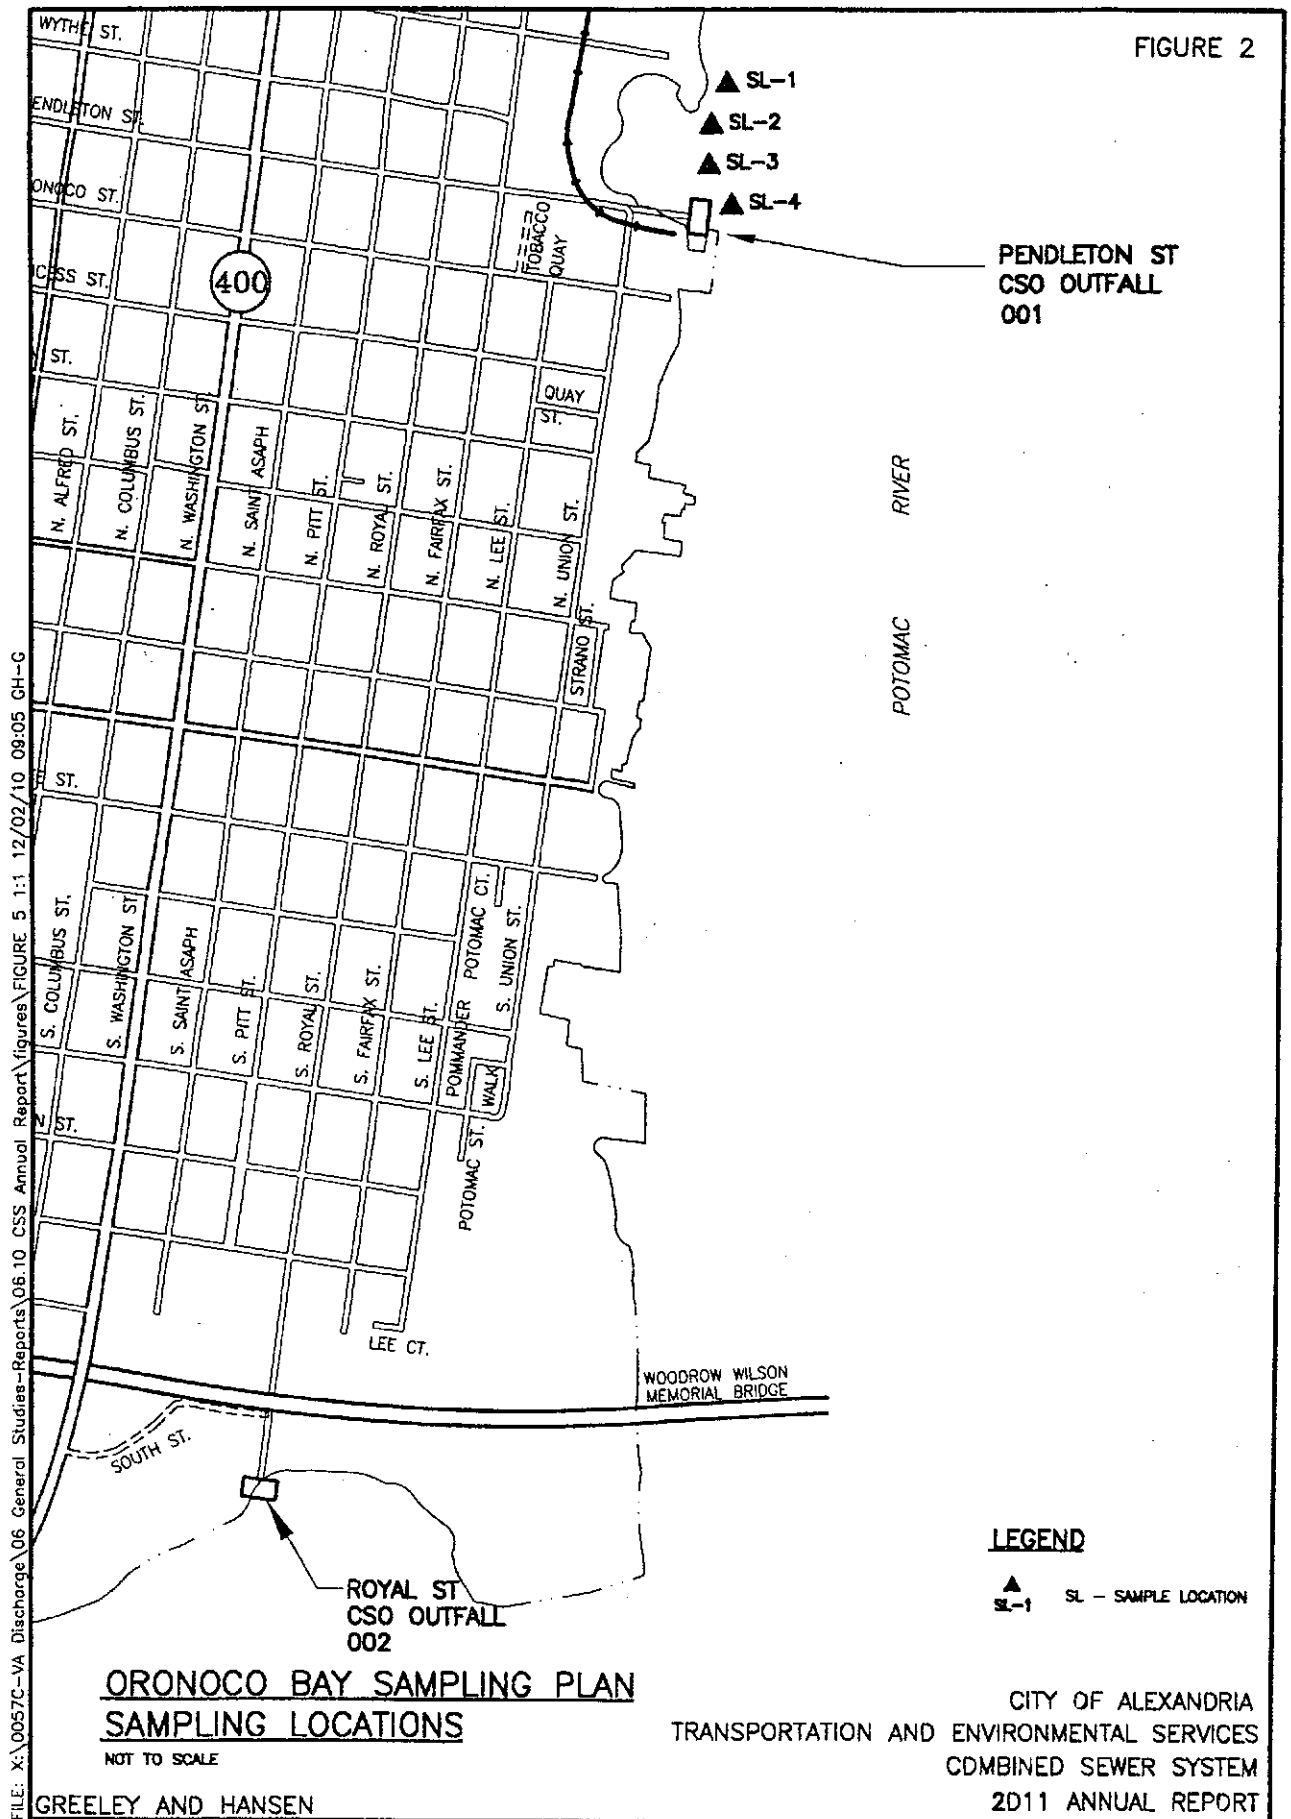 FIGURE 2
WYTHE ST.
ENDLETON ST.
ONOCO ST.
CESS ST.
ST.
400
SL-1
SL-2
SL-3
SL-4
TOBACCO
QUAY
PENDLETON ST
CSO OUTFALL
001
QUAY
ST.
N. ALFRED ST.
N. COLUMBUS ST.
N. WASHINGTON ST.
N. SAINT ASAPH
N. PITT ST.
N. ROYAL ST.
N. FAIRFAX ST.
N. LEE ST.
N. UNION ST.
STRAND ST.
POTOMAC RIVER
E ST.
S. COLUMBUS ST.
S. WASHINGTON ST.
S. SAINT ASAPH
S. PITT ST.
S. ROYAL ST.
S. FAIRFAX ST.
S. LEE ST.
POMMANDER
WALK
POTOMAC CT.
S. UNION ST.
POTOMAC ST.
N ST.
LEE CT.
WOODROW WILSON
MEMORIAL BRIDGE
SOUTH ST.
ROYAL ST
CSO OUTFALL
002
LEGEND
SL-1
SL - SAMPLE LOCATION
ORONOCO BAY SAMPLING PLAN
SAMPLING LOCATIONS
NOT TO SCALE
GREELEY AND HANSEN
CITY OF ALEXANDRIA
TRANSPORTATION AND ENVIRONMENTAL SERVICES
COMBINED SEWER SYSTEM
2011 ANNUAL REPORT
FILE: X:\0057C-VA Discharge\06 General Studies-Reports\06.10 CSS Annual Report\figures\FIGURE 5 1:1 12/02/10 09:05 GH-G